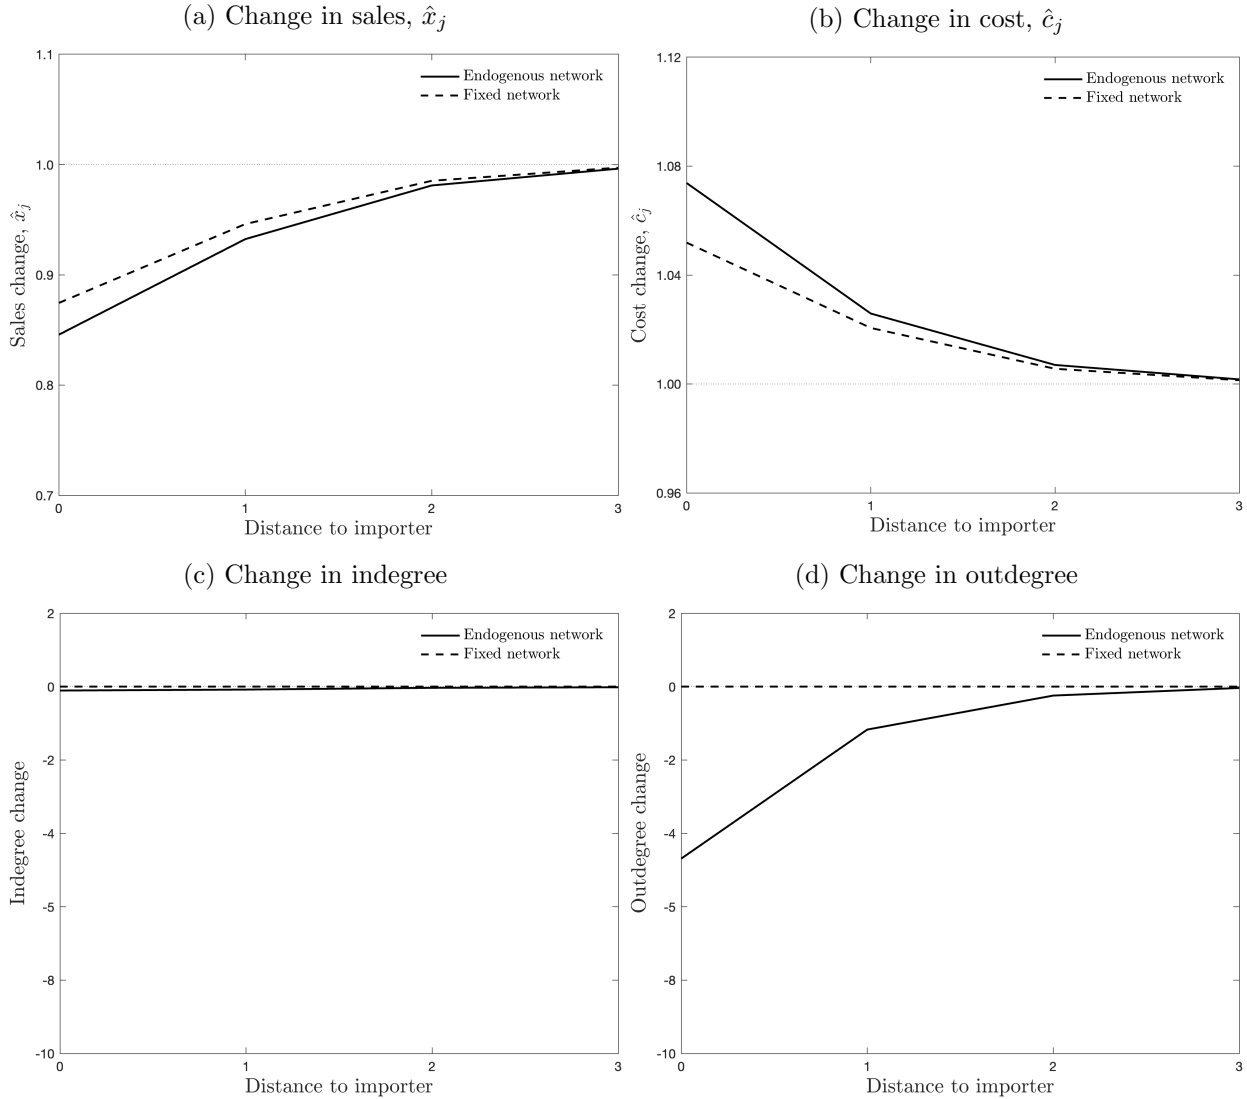 (a) Change in sales, x̂ⱼ
1.1
1.0
0.9
0.8
0.7
Sales change, x̂ⱼ
Endogenous network
Fixed network
0 1 2 3
Distance to importer
(b) Change in cost, ĉⱼ
1.12
1.08
1.04
1.00
0.96
Cost change, ĉⱼ
Endogenous network
Fixed network
0 1 2 3
Distance to importer
(c) Change in indegree
2
0
-2
-4
-5
-8
-10
Indegree change
Endogenous network
Fixed network
0 1 2 3
Distance to importer
(d) Change in outdegree
2
0
-2
-4
-5
-8
-10
Outdegree change
Endogenous network
Fixed network
0 1 2 3
Distance to importer